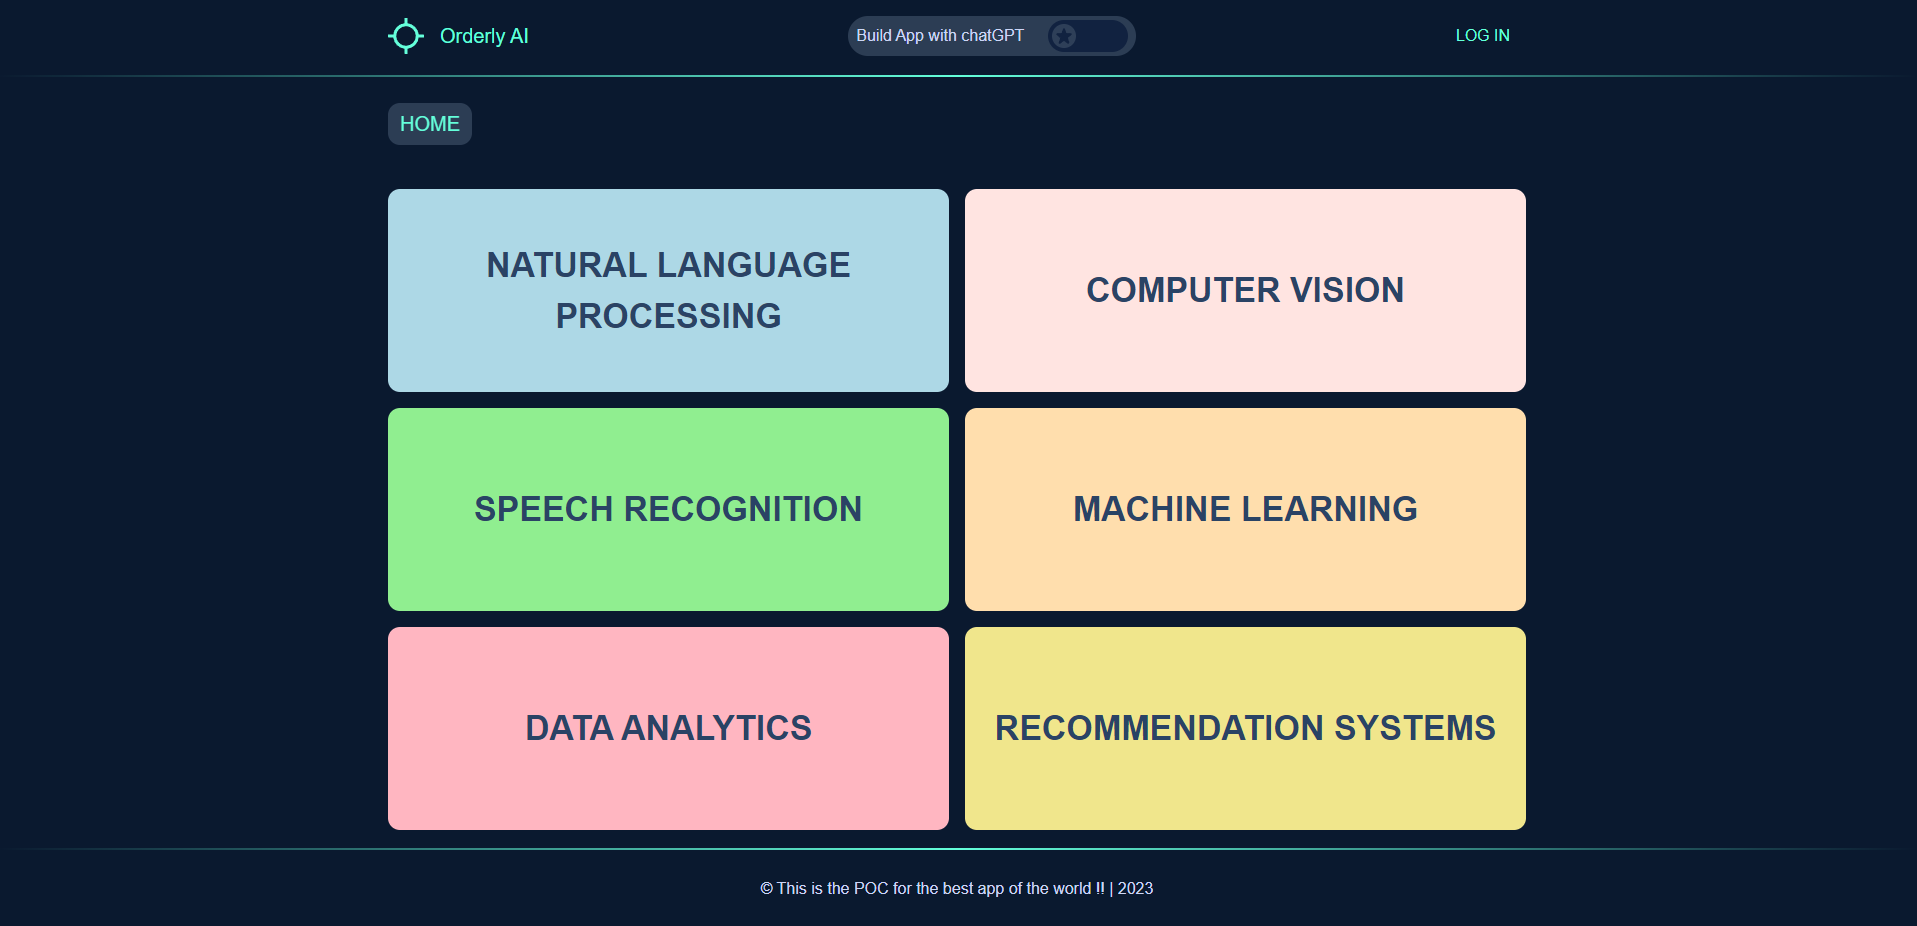 Orderly AI
Build App with chatGPT
LOG IN
HOME
NATURAL LANGUAGE
PROCESSING
COMPUTER VISION
SPEECH RECOGNITION
MACHINE LEARNING
DATA ANALYTICS
RECOMMENDATION SYSTEMS
© This is the POC for the best app of the world !! | 2023